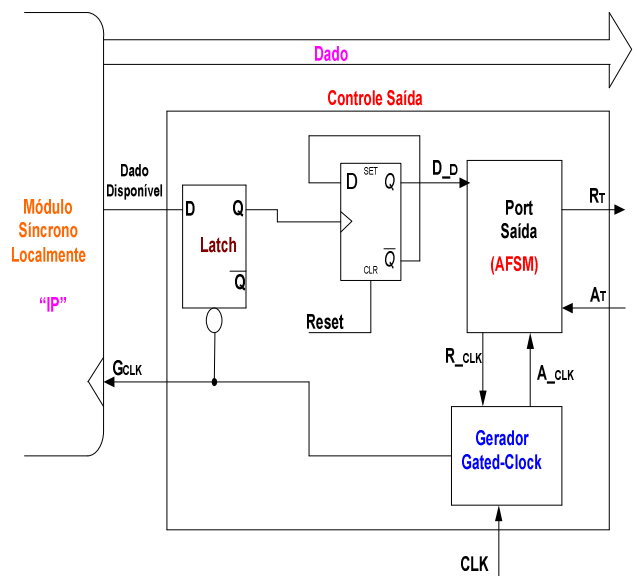 Dado
Controle Saída
Dado
Disponível
Módulo
Síncrono
Localmente
“IP”
D
Q
Latch
Q
D
SET
Q
CLR
Q
Reset
D_D
Port
Saída
(AFSM)
RT
AT
R_CLK
A_CLK
GCLK
Gerador
Gated-Clock
CLK